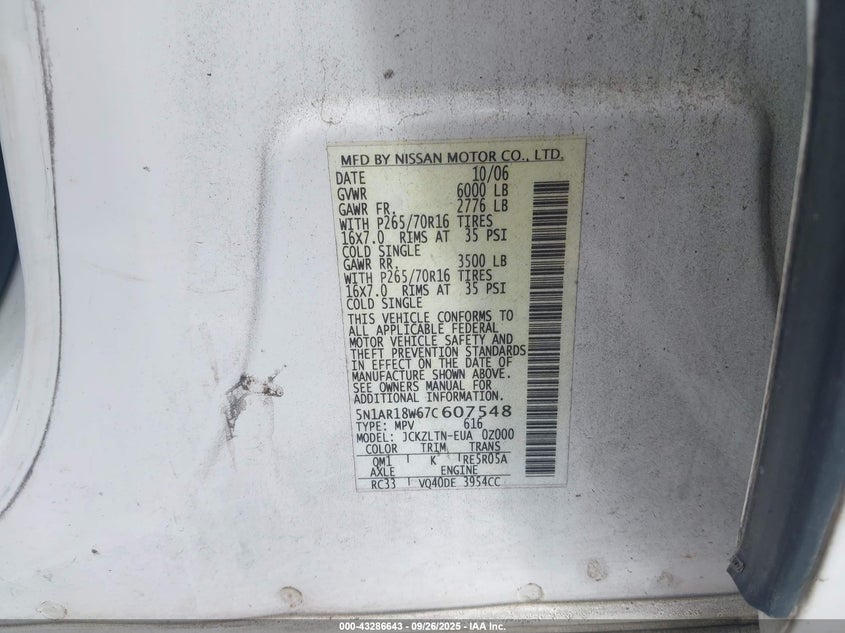 MFD BY NISSAN MOTOR CO., LTD.
DATE 10/06
GVWR 6000 LB
GAWR FR. 2776 LB
WITH P265/70R16 TIRES
16X7.0 RIMS AT 35 PSI
COLD SINGLE
GAWR RR. 3500 LB
WITH P265/70R16 TIRES
16X7.0 RIMS AT 35 PSI
COLD SINGLE
THIS VEHICLE CONFORMS TO
ALL APPLICABLE FEDERAL
MOTOR VEHICLE SAFETY AND
THEFT PREVENTION STANDARDS
IN EFFECT ON THE DATE OF
MANUFACTURE SHOWN ABOVE.
SEE OWNERS MANUAL FOR
ADDITIONAL INFORMATION.
5N1AR18W67C607548
TYPE: MPV 616
MODEL: JCKZLTN-EUA 0Z000
COLOR TRIM TRANS
QM1 K RE5R05A
AXLE ENGINE
RC33 VQ40DE 3954CC
000-43286643 - 09/26/2025 - IAA Inc.